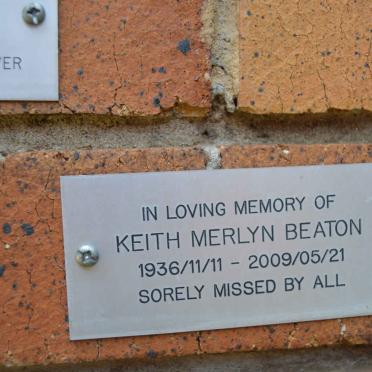 IN LOVING MEMORY OF
KEITH MERLYN BEATON
1936/11/11 - 2009/05/21
SORELY MISSED BY ALL